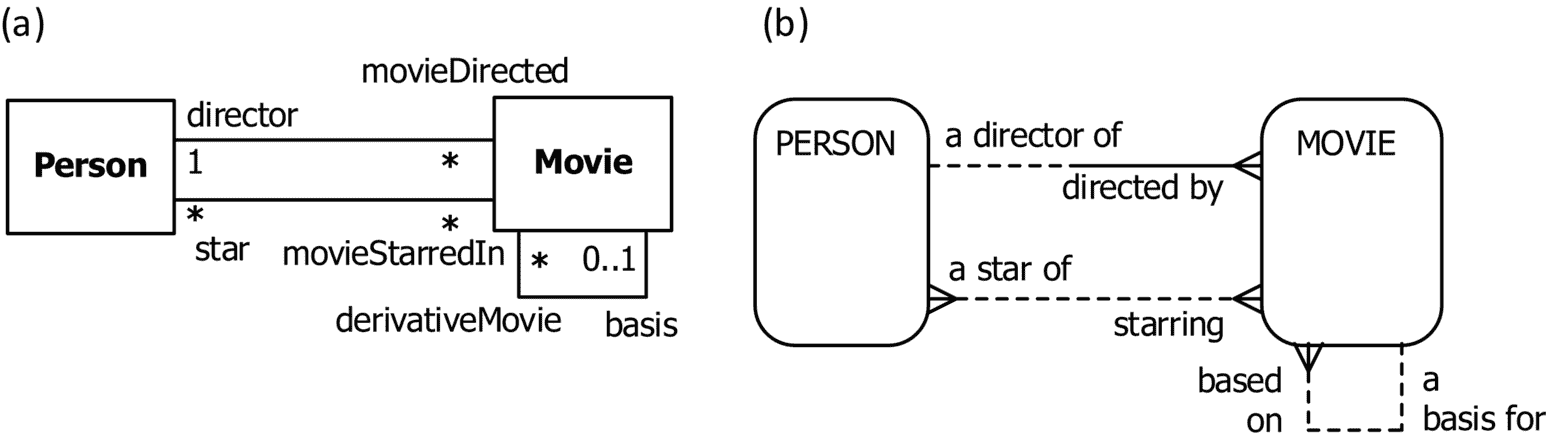 (a)
movieDirected
director
Person
1
*
Movie
*
*
star
movieStarredIn
*
0..1
derivativeMovie
basis
(b)
PERSON
a director of
MOVIE
directed by
a star of
starring
based
on
a
basis for